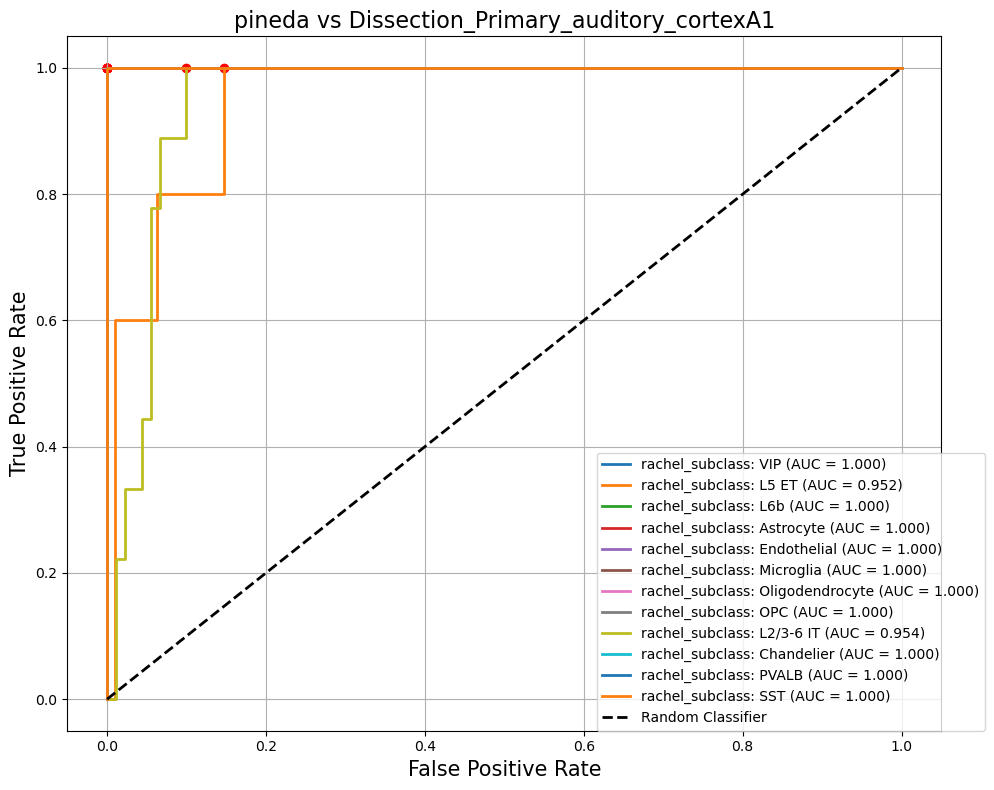 pineda vs Dissection_Primary_auditory_cortexA1
True Positive Rate
1.0
0.8
0.6
0.4
0.2
0.0
rachel_subclass: VIP (AUC = 1.000)
rachel_subclass: L5 ET (AUC = 0.952)
rachel_subclass: L6b (AUC = 1.000)
rachel_subclass: Astrocyte (AUC = 1.000)
rachel_subclass: Endothelial (AUC = 1.000)
rachel_subclass: Microglia (AUC = 1.000)
rachel_subclass: Oligodendrocyte (AUC = 1.000)
rachel_subclass: OPC (AUC = 1.000)
rachel_subclass: L2/3-6 IT (AUC = 0.954)
rachel_subclass: Chandelier (AUC = 1.000)
rachel_subclass: PVALB (AUC = 1.000)
rachel_subclass: SST (AUC = 1.000)
Random Classifier
0.0 0.2 0.4 0.6 0.8 1.0
False Positive Rate